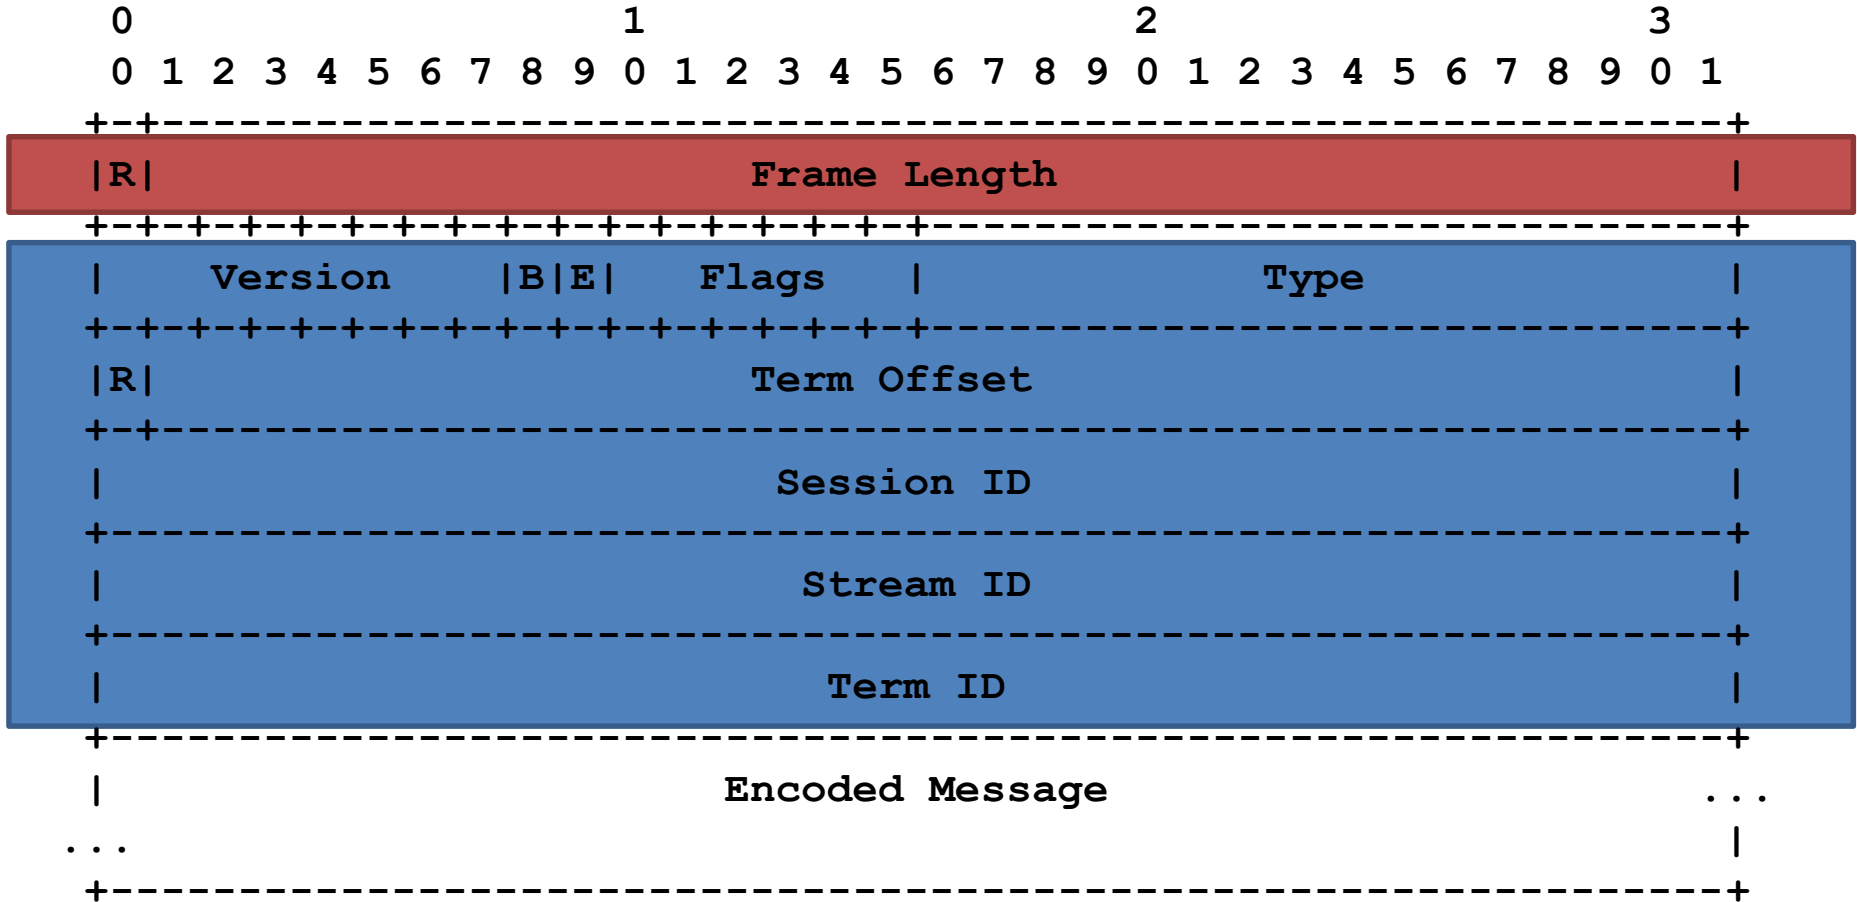 0                   1                   2                   3
0 1 2 3 4 5 6 7 8 9 0 1 2 3 4 5 6 7 8 9 0 1 2 3 4 5 6 7 8 9 0 1
+-+-------------------------------------------------------------+
|R|                       Frame Length                          |
+-+-+-+-+-+-+-+-+-+-+-+-+-+-+-+-+-------------------------------+
|    Version    |B|E|   Flags   |             Type              |
+-+-+-+-+-+-+-+-+-+-+-+-+-+-+-+-+-------------------------------+
|R|                       Term Offset                           |
+-+-------------------------------------------------------------+
|                          Session ID                           |
+---------------------------------------------------------------+
|                           Stream ID                           |
+---------------------------------------------------------------+
|                            Term ID                            |
+---------------------------------------------------------------+
|                        Encoded Message                       ...
...                                                             |
+---------------------------------------------------------------+